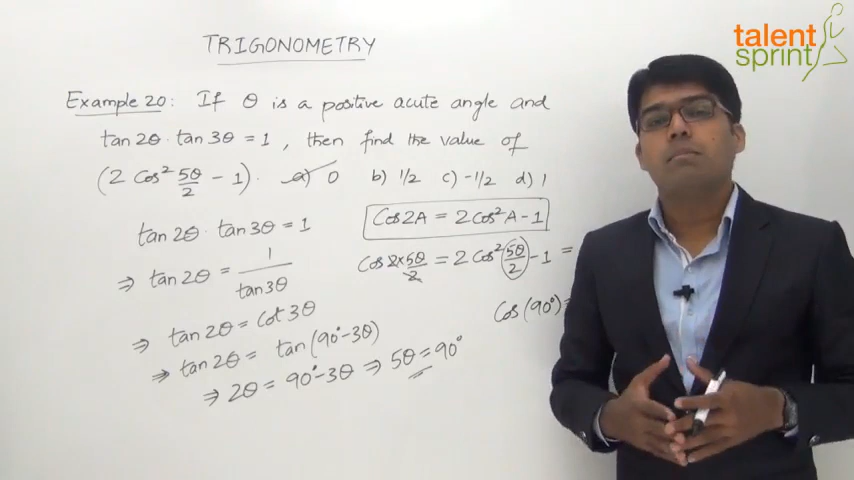 talent
sprint
TRIGONOMETRY
Example 20: If θ is a positive acute angle and
tan 2θ · tan 3θ = 1, then find the value of
(2 cos² 5θ/2 - 1). a) 0 b) 1/2 c) -1/2 d) 1
tan 2θ · tan 3θ = 1
⇒ tan 2θ = 1/tan 3θ
⇒ tan 2θ = cot 3θ
⇒ tan 2θ = tan (90° - 3θ)
⇒ 2θ = 90° - 3θ ⇒ 5θ = 90°
Cos 2A = 2 Cos² A - 1
Cos 2 × 5θ/2 = 2 Cos² 5θ/2 - 1 =
Cos (90°) =